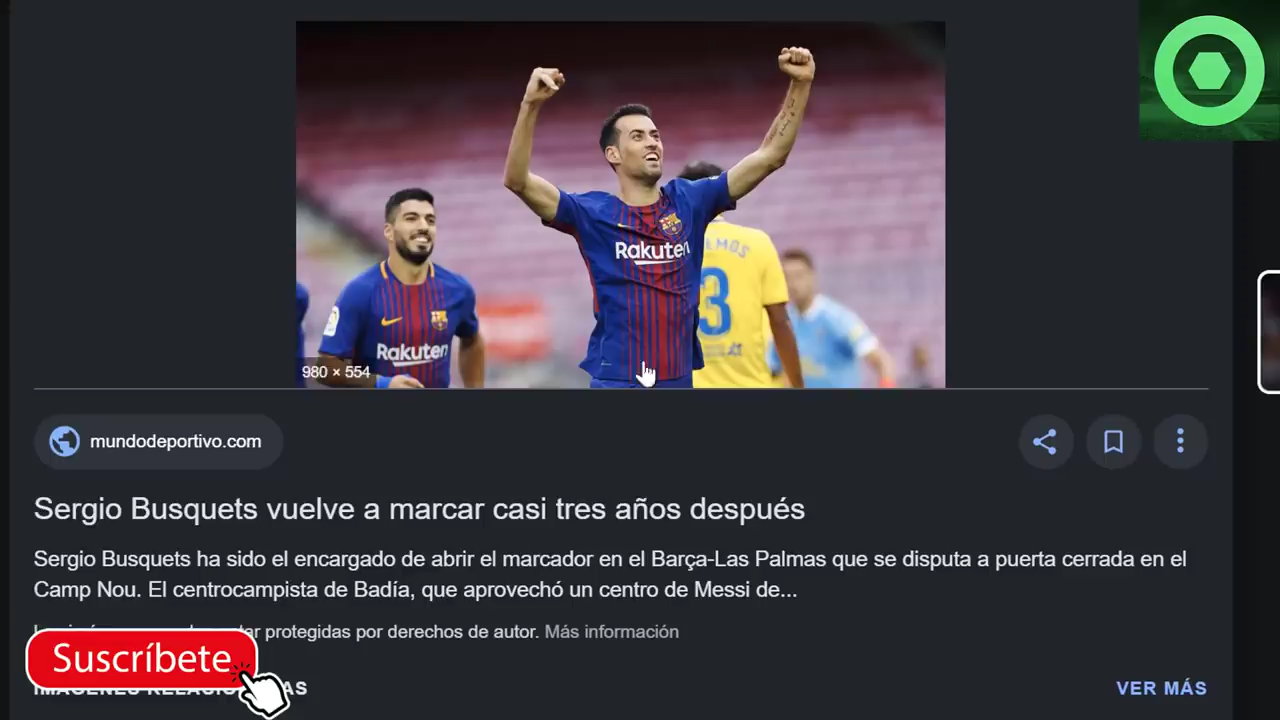 Rakuten
EMOS
3
Rakuten
980 × 554
mundodeportivo.com
Sergio Busquets vuelve a marcar casi tres años después
Sergio Busquets ha sido el encargado de abrir el marcador en el Barça-Las Palmas que se disputa a puerta cerrada en el
Camp Nou. El centrocampista de Badía, que aprovechó un centro de Messi de...
protegidas por derechos de autor. Más información
Suscríbete
IMÁGENES
VER MÁS